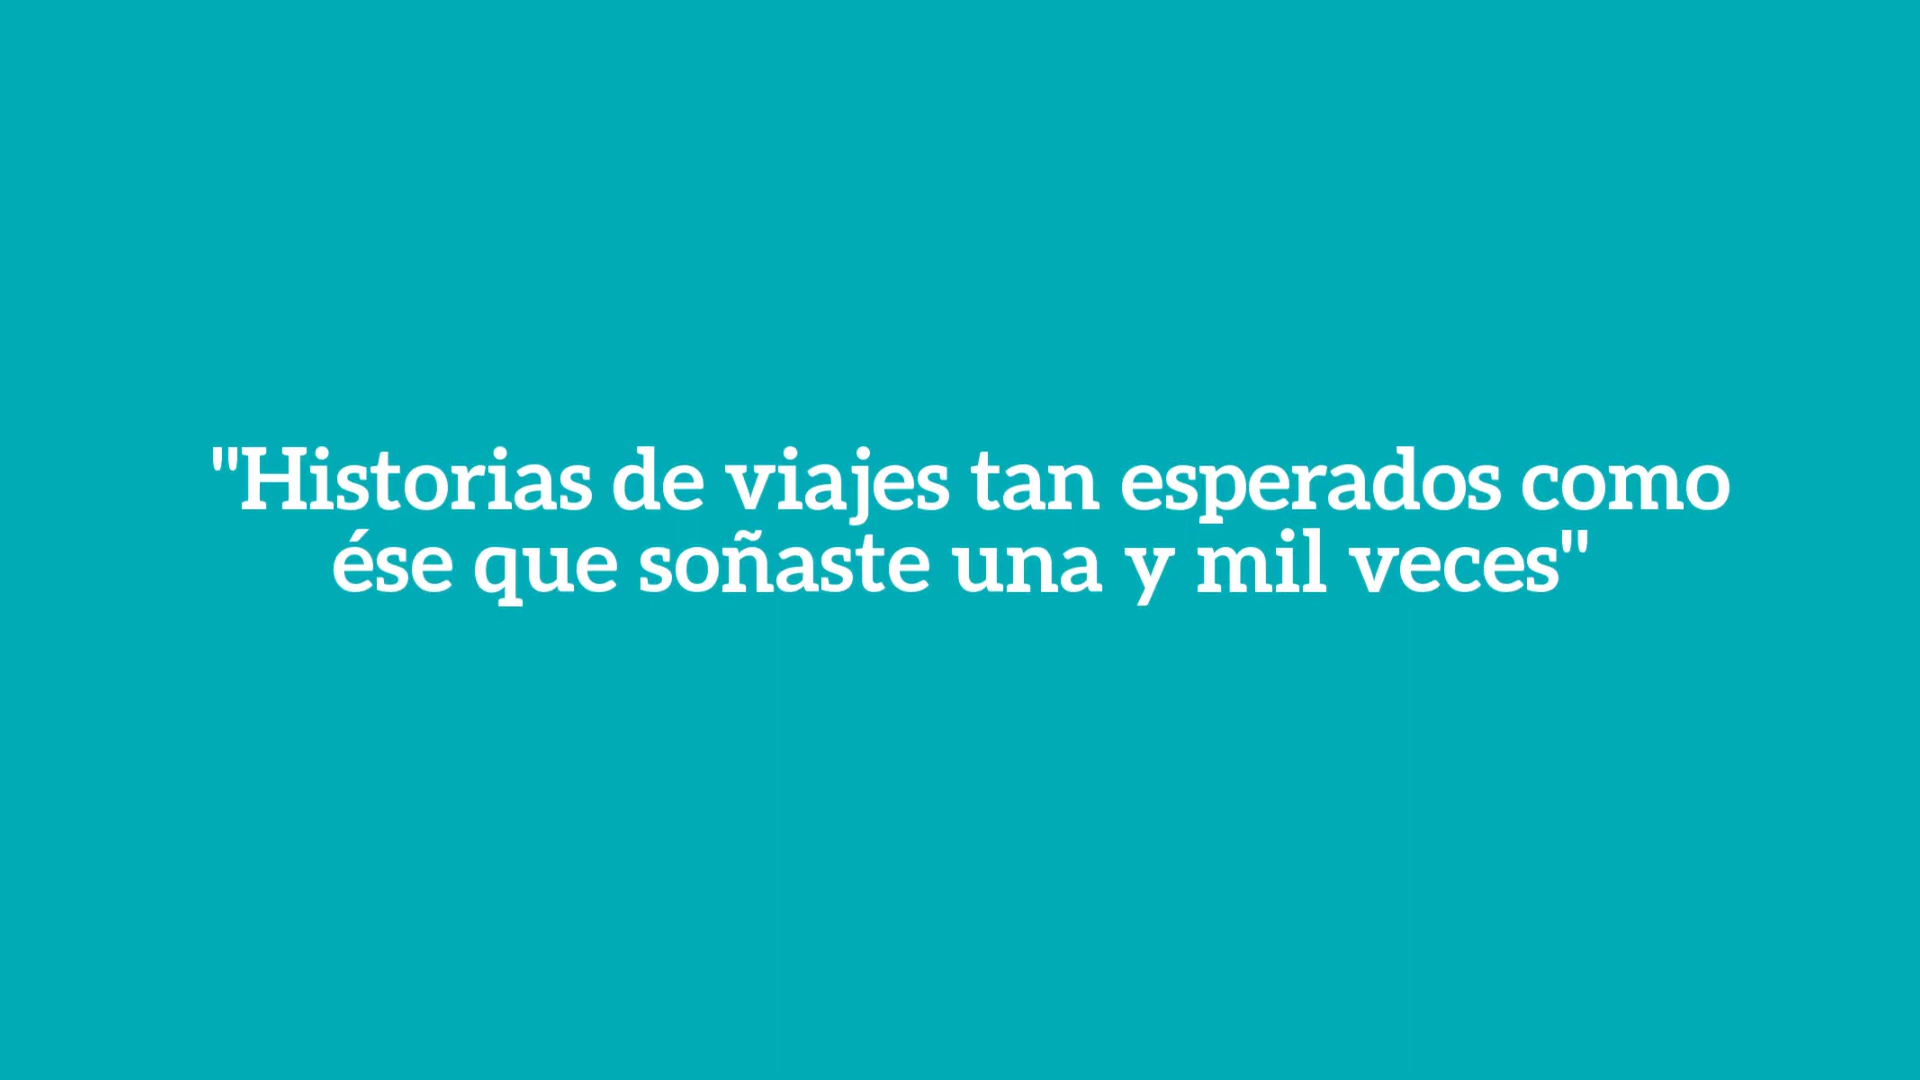 "Historias de viajes tan esperados como
ése que soñaste una y mil veces"